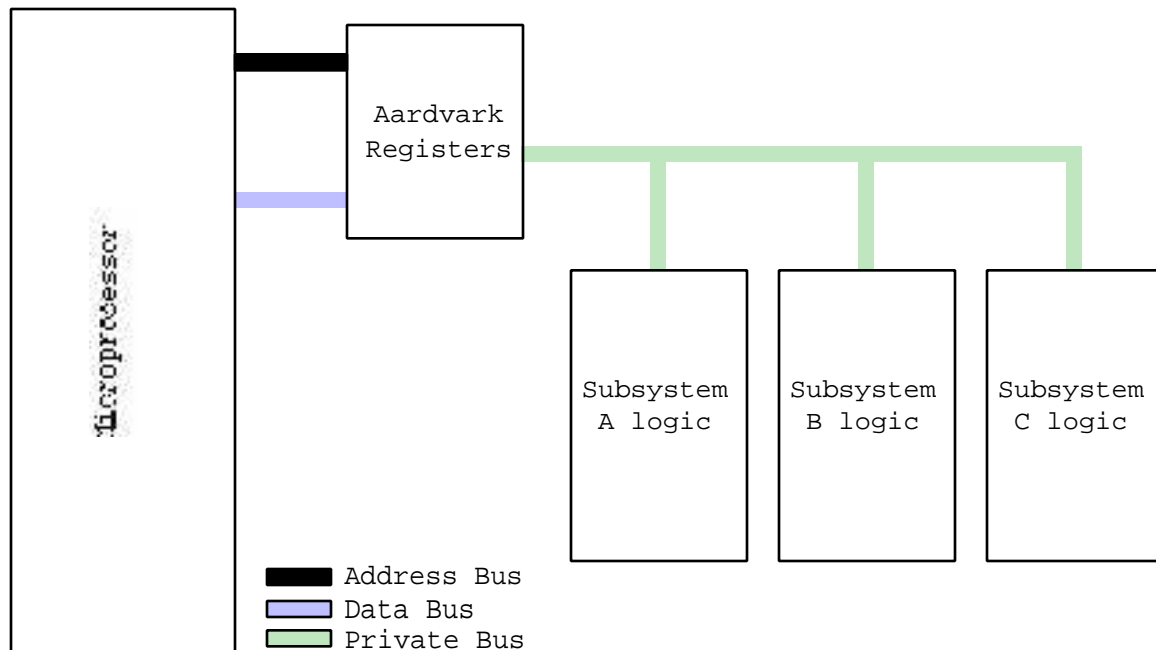 Microprocessor
Aardvark
Registers
Subsystem
A logic
Subsystem
B logic
Subsystem
C logic
Address Bus
Data Bus
Private Bus